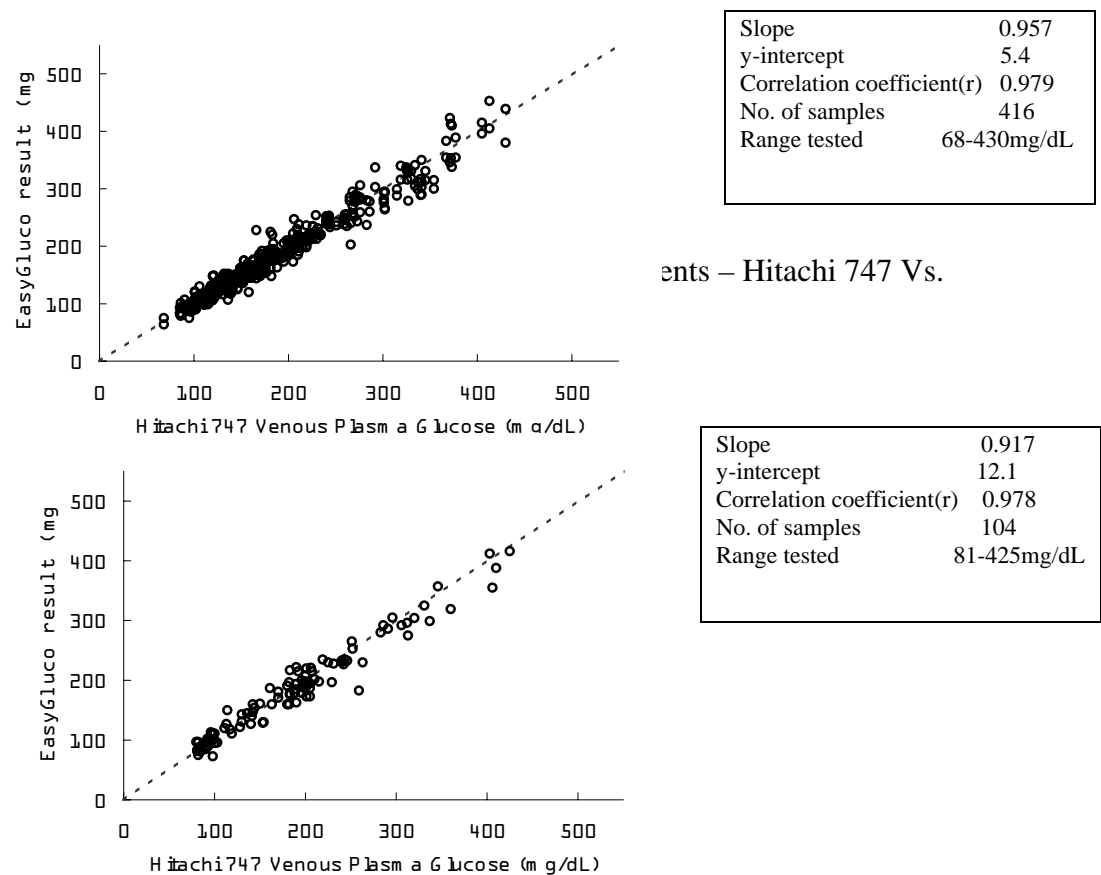 Slope 0.957
y-intercept 5.4
Correlation coefficient(r) 0.979
No. of samples 416
Range tested 68-430mg/dL
EasyGluco result (mg
500
400
300
200
100
0
0 100 200 300 400 500
Hitachi747 Venous Plasma Glucose (mg/dL)
ents – Hitachi 747 Vs.
Slope 0.917
y-intercept 12.1
Correlation coefficient(r) 0.978
No. of samples 104
Range tested 81-425mg/dL
EasyGluco result (mg
500
400
300
200
100
0
0 100 200 300 400 500
Hitachi747 Venous Plasma Glucose (mg/dL)